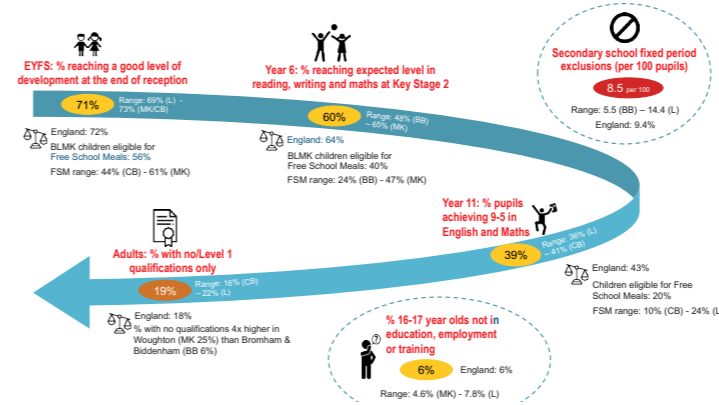 EYFS: % reaching a good level of
development at the end of reception
71%
Range: 69% (L) -
73% (MK/CB)
England: 72%
BLMK children eligible for
Free School Meals: 56%
FSM range: 44% (CB) - 61% (MK)
Year 6: % reaching expected level in
reading, writing and maths at Key Stage 2
60%
Range: 48% (BB)
– 65% (MK)
England: 64%
BLMK children eligible for
Free School Meals: 40%
FSM range: 24% (BB) - 47% (MK)
Secondary school fixed period
exclusions (per 100 pupils)
8.5 per 100
Range: 5.5 (BB) – 14.4 (L)
England: 9.4%
Year 11: % pupils
achieving 9-5 in
English and Maths
39%
Range: 36% (L)
– 41% (CB)
England: 43%
Children eligible for Free
School Meals: 20%
FSM range: 10% (CB) - 24% (L
Adults: % with no/Level 1
qualifications only
19%
Range: 16% (CB)
– 22% (L)
England: 18%
% with no qualifications 4x higher in
Woughton (MK 25%) than Bromham &
Biddenham (BB 6%)
% 16-17 year olds not in
education, employment
or training
?
6%
England: 6%
Range: 4.6% (MK) - 7.8% (L)